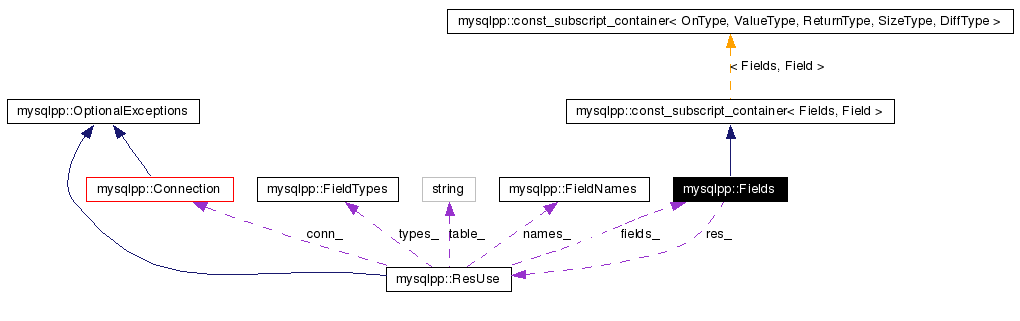 mysqlpp::const_subscript_container< OnType, ValueType, ReturnType, SizeType, DiffType >
< Fields, Field >
mysqlpp::OptionalExceptions
mysqlpp::const_subscript_container< Fields, Field >
mysqlpp::Connection
mysqlpp::FieldTypes
string
mysqlpp::FieldNames
mysqlpp::Fields
conn_
types_
table_
names_
fields_
res_
mysqlpp::ResUse